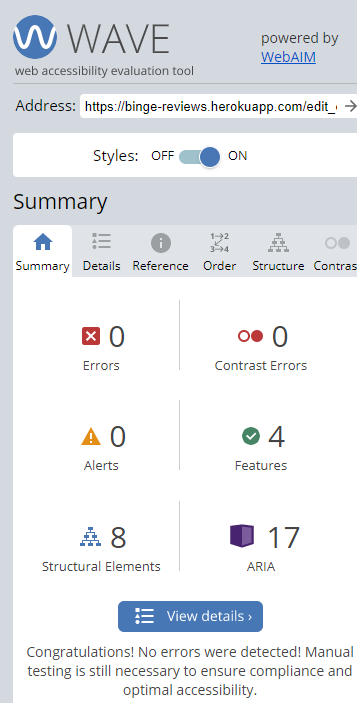 WAVE
web accessibility evaluation tool
powered by
WebAIM
Address: https://binge-reviews.herokuapp.com/edit_
Styles: OFF ON
Summary
Summary Details Reference Order Structure Contras
0 0
Errors Contrast Errors
0 4
Alerts Features
8 17
Structural Elements ARIA
View details ›
Congratulations! No errors were detected! Manual
testing is still necessary to ensure compliance and
optimal accessibility.